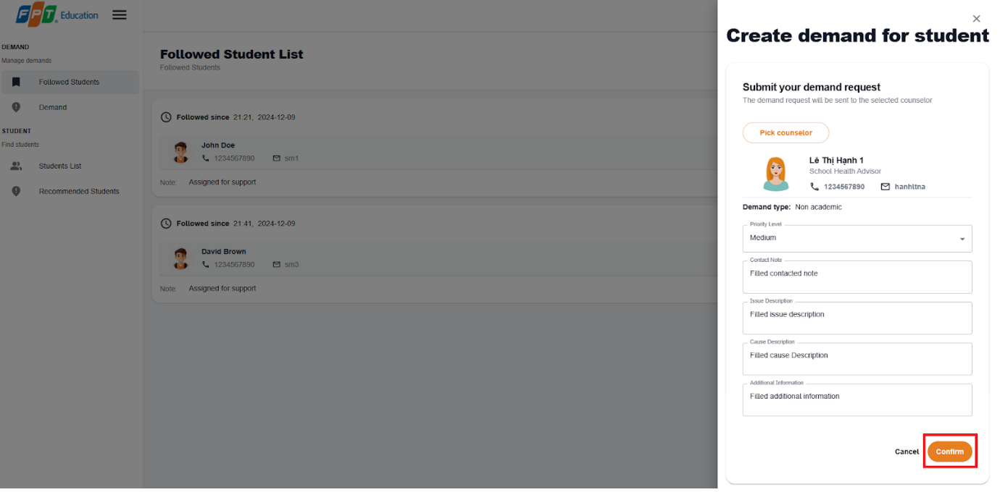 FPT Education
DEMAND
Manage demands
Followed Students
Demand
STUDENT
Find students
Students List
Recommended Students
Followed Student List
Followed Students
Followed since 21:21, 2024-12-09
John Doe
1234567890 sm1
Note: Assigned for support
Followed since 21:41, 2024-12-09
David Brown
1234567890 sm3
Note: Assigned for support
Create demand for student
Submit your demand request
The demand request will be sent to the selected counselor
Pick counselor
Lê Thị Hạnh 1
School Health Advisor
1234567890 hanhltna
Demand type: Non academic
Priority Level
Medium
Contact Note
Filled contacted note
Issue Description
Filled issue description
Cause Description
Filled cause Description
Additional Information
Filled additional information
Cancel Confirm